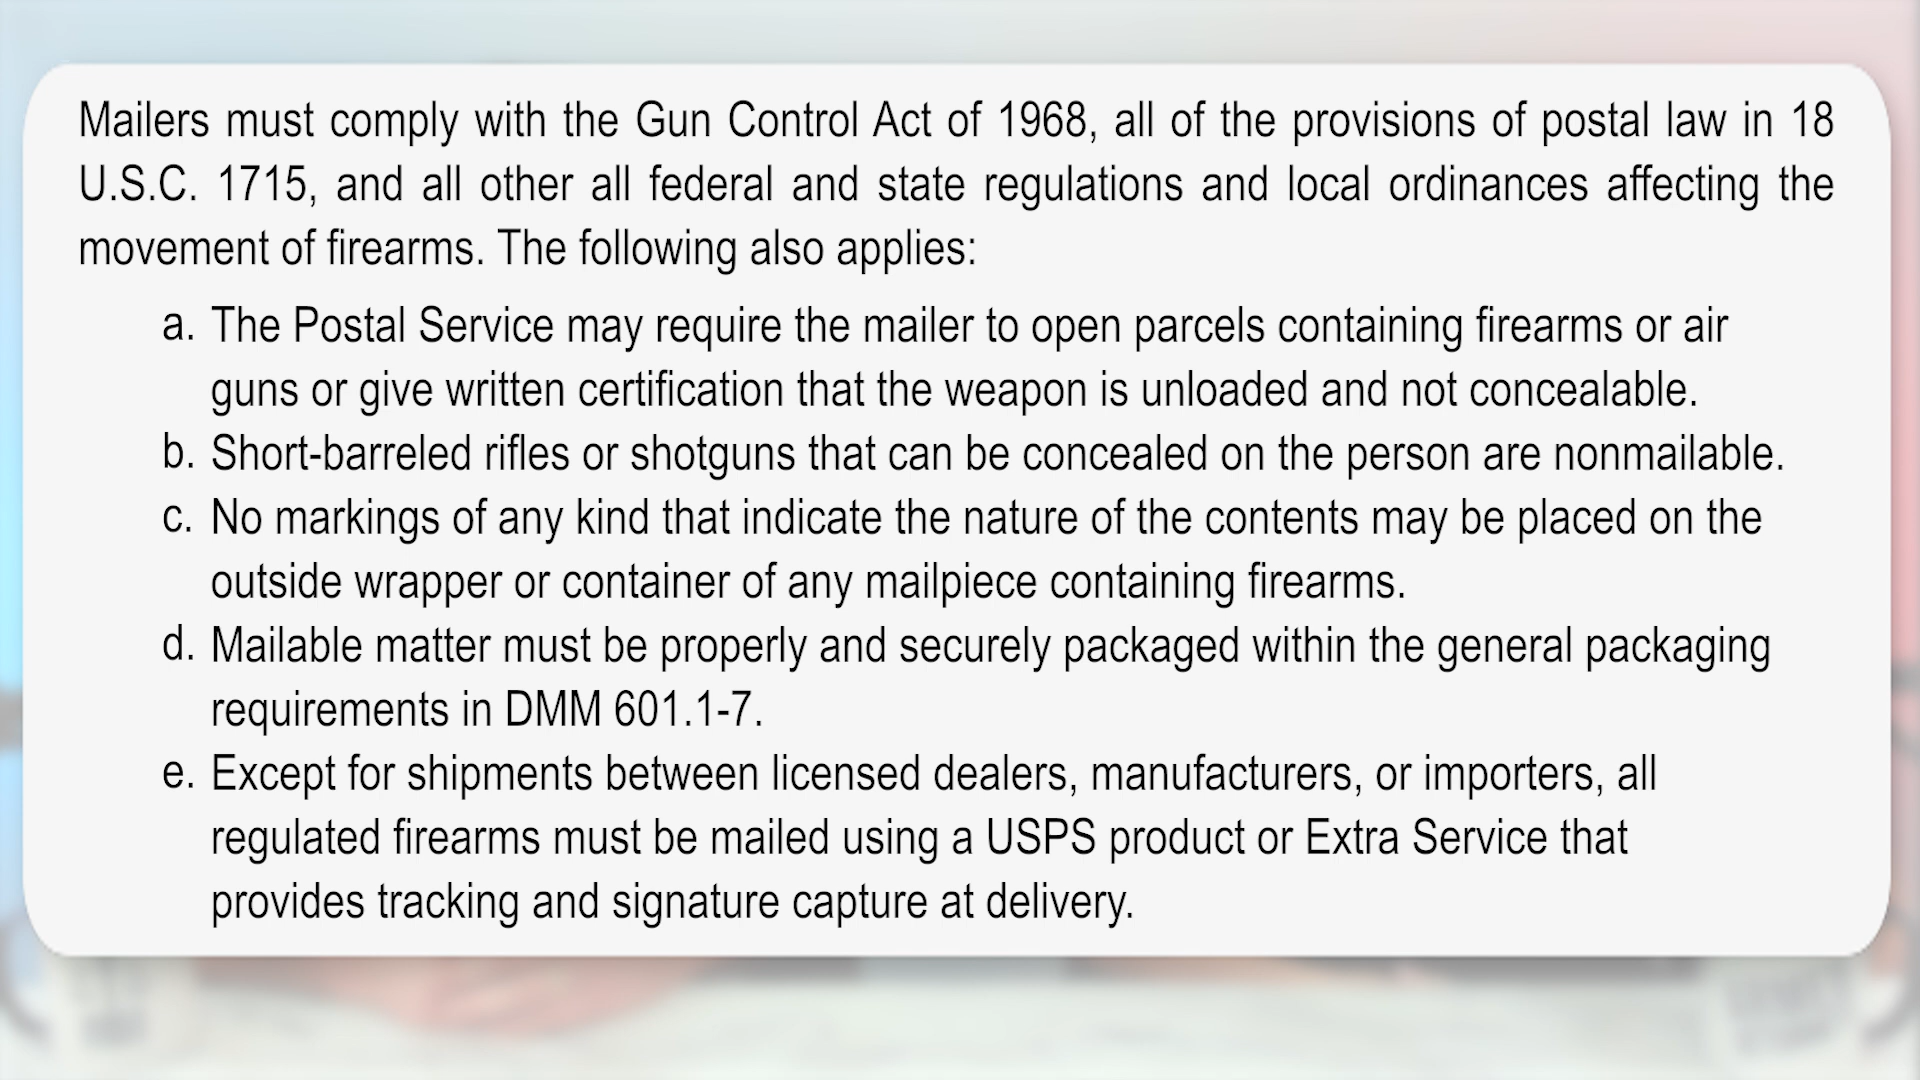 Mailers must comply with the Gun Control Act of 1968, all of the provisions of postal law in 18
U.S.C. 1715, and all other all federal and state regulations and local ordinances affecting the
movement of firearms. The following also applies:
a. The Postal Service may require the mailer to open parcels containing firearms or air
guns or give written certification that the weapon is unloaded and not concealable.
b. Short-barreled rifles or shotguns that can be concealed on the person are nonmailable.
c. No markings of any kind that indicate the nature of the contents may be placed on the
outside wrapper or container of any mailpiece containing firearms.
d. Mailable matter must be properly and securely packaged within the general packaging
requirements in DMM 601.1-7.
e. Except for shipments between licensed dealers, manufacturers, or importers, all
regulated firearms must be mailed using a USPS product or Extra Service that
provides tracking and signature capture at delivery.